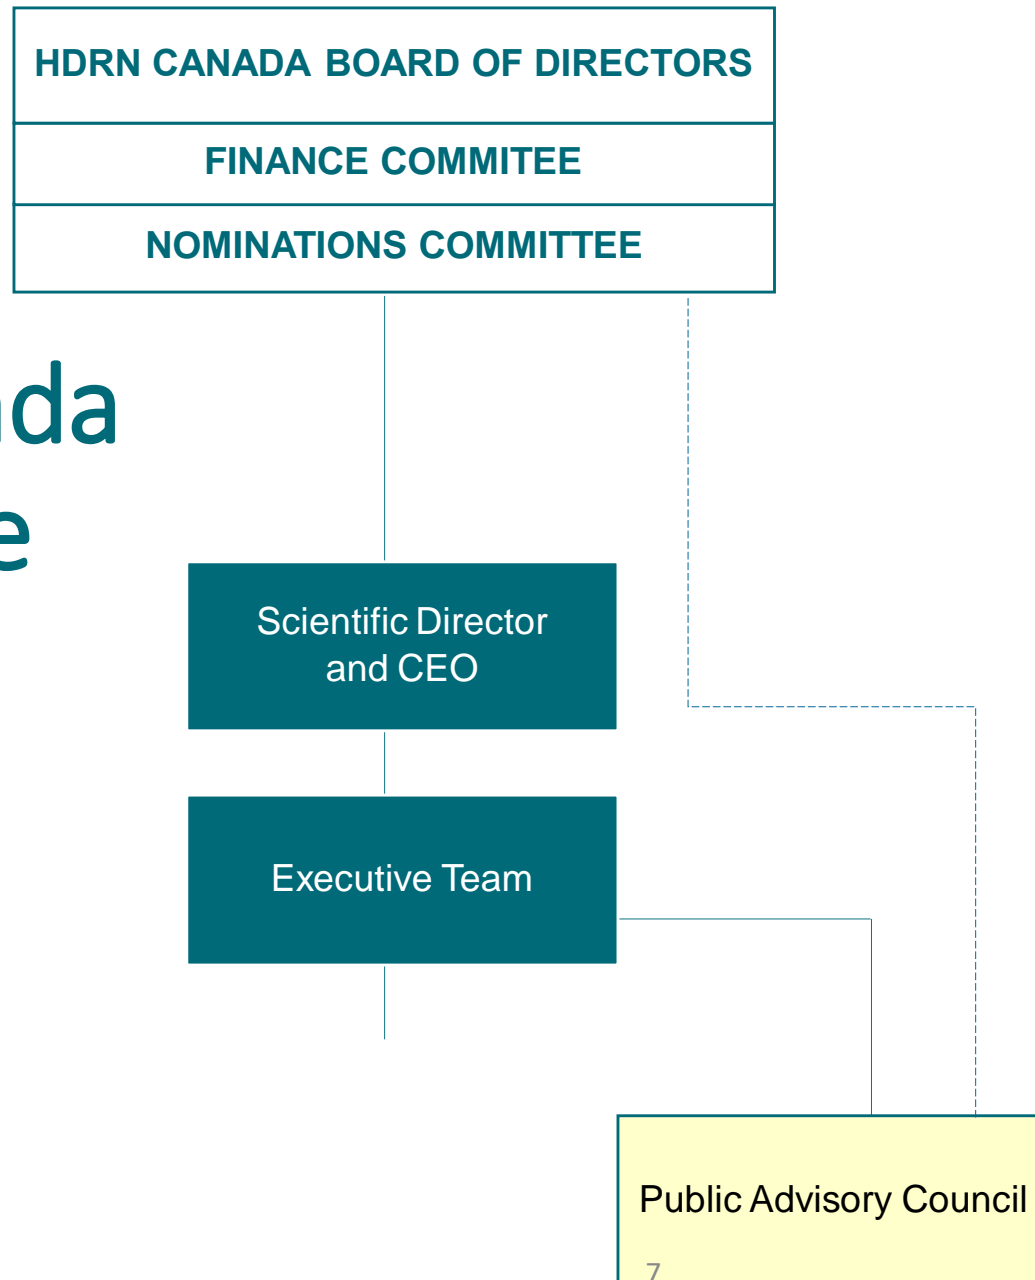 HDRN CANADA BOARD OF DIRECTORS
FINANCE COMMITEE
NOMINATIONS COMMITTEE
ada
e
Scientific Director
and CEO
Executive Team
Public Advisory Council
7